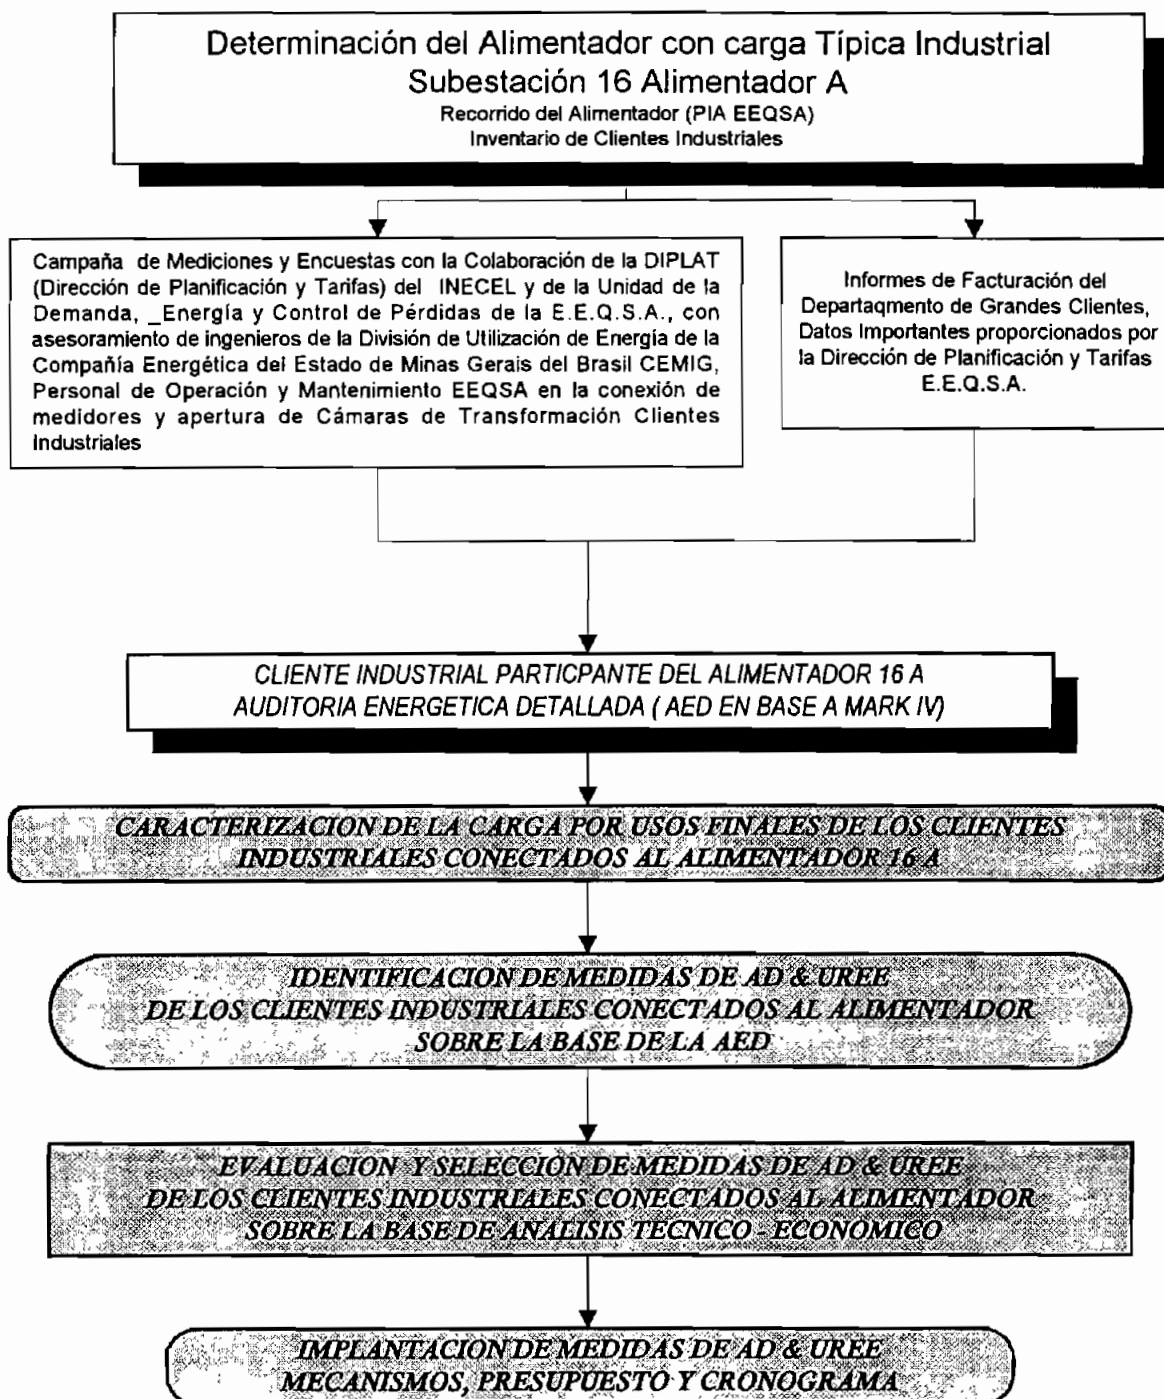 Determinación del Alimentador con carga Típica Industrial
Subestación 16 Alimentador A
Recorrido del Alimentador (PIA EEQSA)
Inventario de Clientes Industriales
Campaña de Mediciones y Encuestas con la Colaboración de la DIPLAT
(Dirección de Planificación y Tarifas) del INECEL y de la Unidad de la
Demanda, _Energía y Control de Pérdidas de la E.E.Q.S.A., con
asesoramiento de ingenieros de la División de Utilización de Energía de la
Compañía Energética del Estado de Minas Gerais del Brasil CEMIG,
Personal de Operación y Mantenimiento EEQSA en la conexión de
medidores y apertura de Cámaras de Transformación Clientes
Industriales
Informes de Facturación del
Departaqmento de Grandes Clientes,
Datos Importantes proporcionados por
la Dirección de Planificación y Tarifas
E.E.Q.S.A.
CLIENTE INDUSTRIAL PARTICPANTE DEL ALIMENTADOR 16 A
AUDITORIA ENERGETICA DETALLADA ( AED EN BASE A MARK IV)
CARACTERIZACION DE LA CARGA POR USOS FINALES DE LOS CLIENTES
INDUSTRIALES CONECTADOS AL ALIMENTADOR 16 A
IDENTIFICACION DE MEDIDAS DE AD & UREE
DE LOS CLIENTES INDUSTRIALES CONECTADOS AL ALIMENTADOR
SOBRE LA BASE DE LA AED
EVALUACION Y SELECCION DE MEDIDAS DE AD & UREE
DE LOS CLIENTES INDUSTRIALES CONECTADOS AL ALIMENTADOR
SOBRE LA BASE DE ANALISIS TECNICO - ECONOMICO
IMPLANTACION DE MEDIDAS DE AD & UREE
MECANISMOS, PRESUPUESTO Y CRONOGRAMA